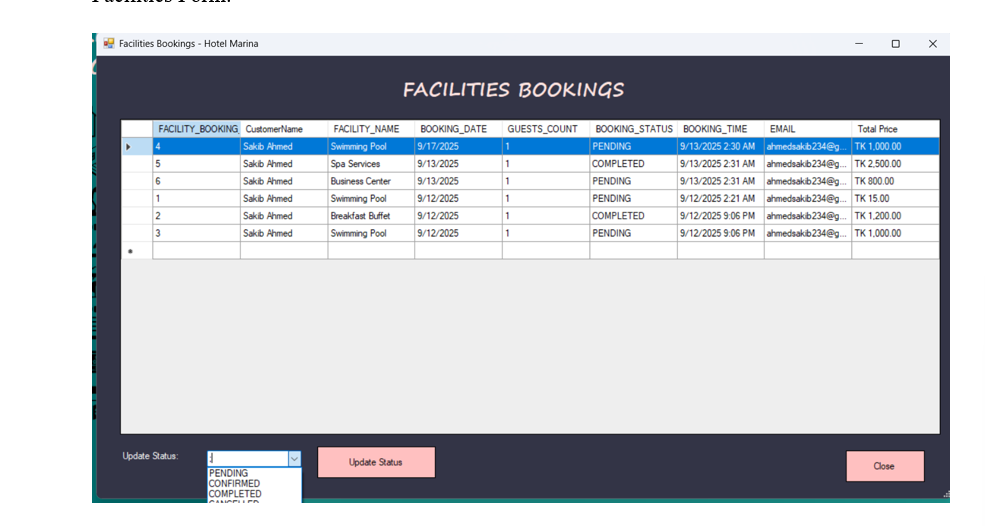 Facilities Form:
Facilities Bookings - Hotel Marina
FACILITIES BOOKINGS
FACILITY_BOOKING CustomerName FACILITY_NAME BOOKING_DATE GUESTS_COUNT BOOKING_STATUS BOOKING_TIME EMAIL Total Price
4 Sakib Ahmed Swimming Pool 9/17/2025 1 PENDING 9/13/2025 2:30 AM ahmedsakib234@g... TK 1,000.00
5 Sakib Ahmed Spa Services 9/13/2025 1 COMPLETED 9/13/2025 2:31 AM ahmedsakib234@g... TK 2,500.00
6 Sakib Ahmed Business Center 9/13/2025 1 PENDING 9/13/2025 2:31 AM ahmedsakib234@g... TK 800.00
1 Sakib Ahmed Swimming Pool 9/12/2025 1 PENDING 9/12/2025 2:21 AM ahmedsakib234@g... TK 15.00
2 Sakib Ahmed Breakfast Buffet 9/12/2025 1 COMPLETED 9/12/2025 9:06 PM ahmedsakib234@g... TK 1,200.00
3 Sakib Ahmed Swimming Pool 9/12/2025 1 PENDING 9/12/2025 9:06 PM ahmedsakib234@g... TK 1,000.00
Update Status: Update Status Close
PENDING
CONFIRMED
COMPLETED
CANCELLED